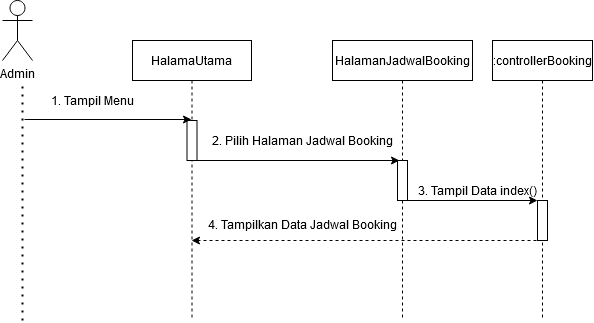 HalamaUtama
HalamanJadwalBooking
:controllerBooking
Admin
1. Tampil Menu
2. Pilih Halaman Jadwal Booking
3. Tampil Data index()
4. Tampilkan Data Jadwal Booking